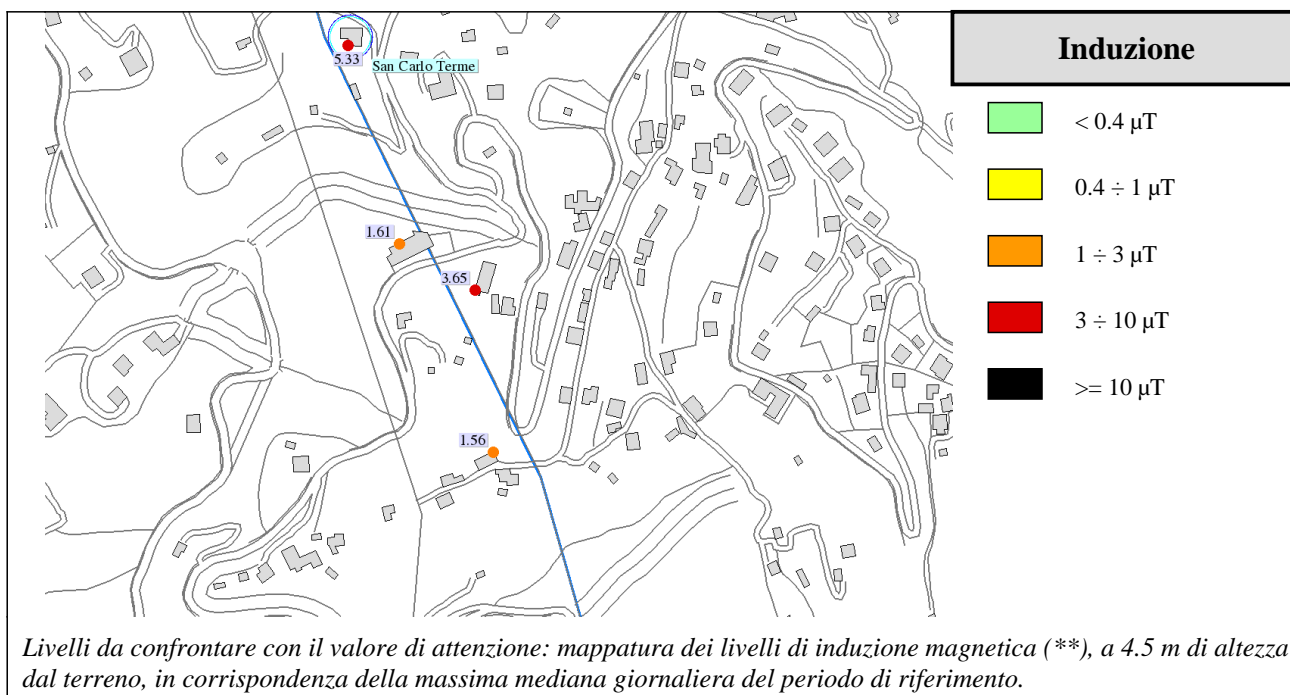 5.33
San Carlo Terme
1.61
3.65
1.56
Induzione
< 0.4 µT
0.4 ÷ 1 µT
1 ÷ 3 µT
3 ÷ 10 µT
>= 10 µT
Livelli da confrontare con il valore di attenzione: mappatura dei livelli di induzione magnetica (**), a 4.5 m di altezza
dal terreno, in corrispondenza della massima mediana giornaliera del periodo di riferimento.